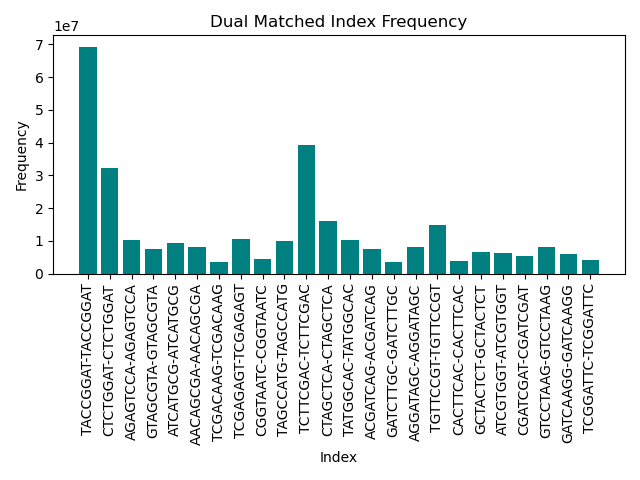 Dual Matched Index Frequency
1e7
7
6
5
4
3
2
1
0
Frequency
TACCGGAT-TACCGGAT
CTCTGGAT-CTCTGGAT
AGAGTCCA-AGAGTCCA
GTAGCGTA-GTAGCGTA
ATCATGCG-ATCATGCG
AACAGCGA-AACAGCGA
TCGACAAG-TCGACAAG
TCGAGAGT-TCGAGAGT
CGGTAATC-CGGTAATC
TAGCCATG-TAGCCATG
TCTTCGAC-TCTTCGAC
CTAGCTCA-CTAGCTCA
TATGGCAC-TATGGCAC
ACGATCAG-ACGATCAG
GATCTTGC-GATCTTGC
AGGATAGC-AGGATAGC
TGTTCCGT-TGTTCCGT
CACTTCAC-CACTTCAC
GCTACTCT-GCTACTCT
ATCGTGGT-ATCGTGGT
CGATCGAT-CGATCGAT
GTCCTAAG-GTCCTAAG
GATCAAGG-GATCAAGG
TCGGATTC-TCGGATTC
Index